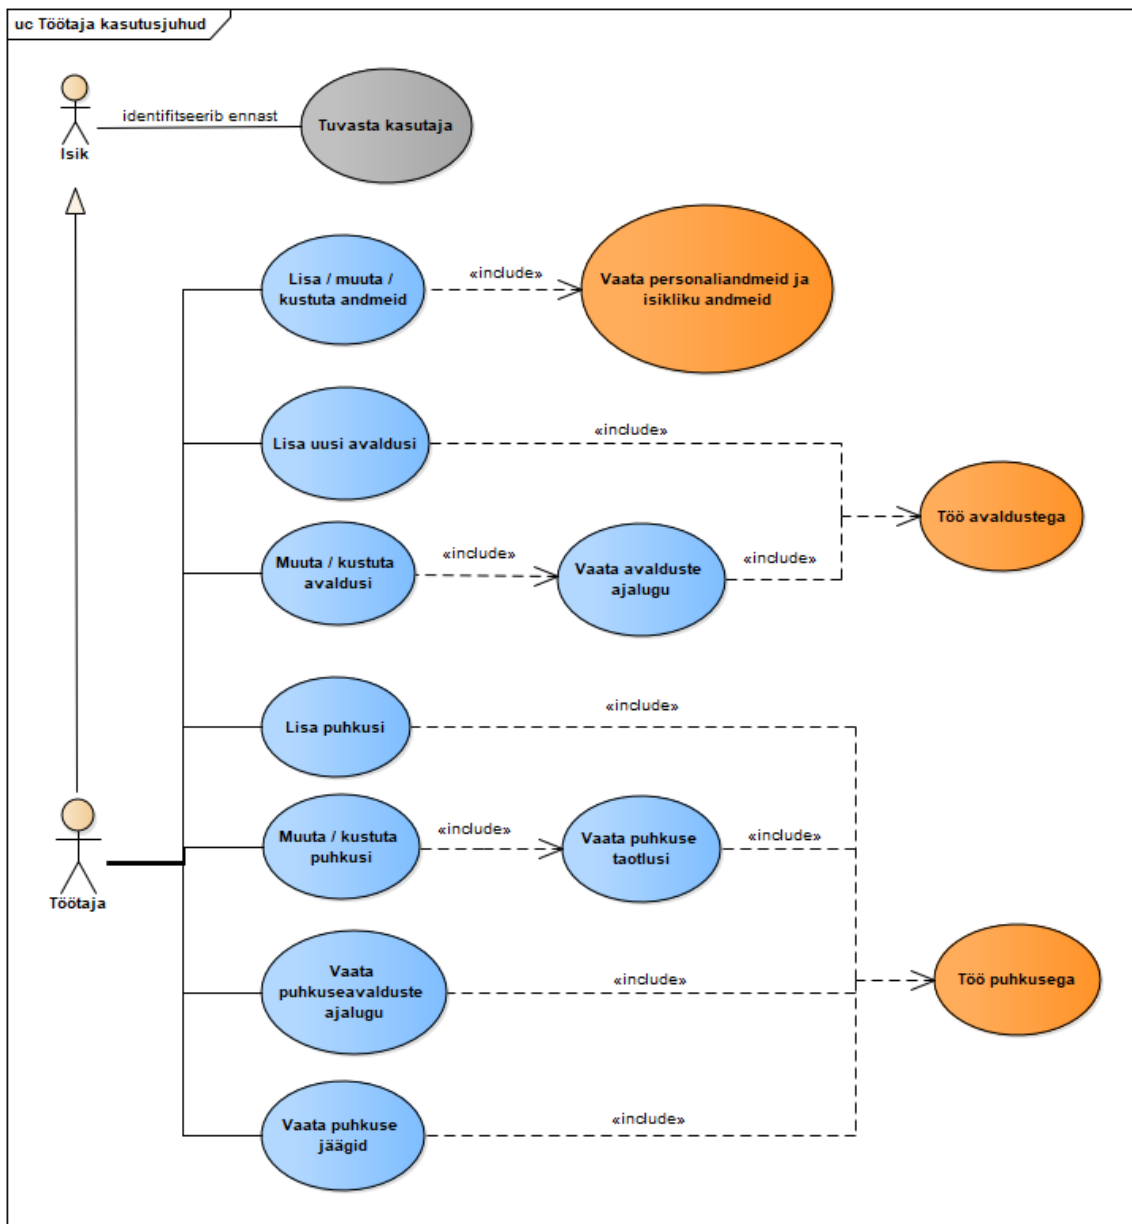 uc Töötaja kasutusjuhud
identifitseerib ennast
Tuvasta kasutaja
Isik
Lisa / muuta /
kustuta andmeid
«include»
Vaata personaliandmeid ja
isikliku andmeid
Lisa uusi avaldusi
«include»
Töö avaldustega
Muuta / kustuta
avaldusi
«include»
Vaata avalduste
ajalugu
«include»
Lisa puhkusi
«include»
Muuta / kustuta
puhkusi
«include»
Vaata puhkuse
taotlusi
«include»
Töötaja
Vaata
puhkuseavalduste
ajalugu
«include»
Töö puhkusega
Vaata puhkuse
jäägid
«include»